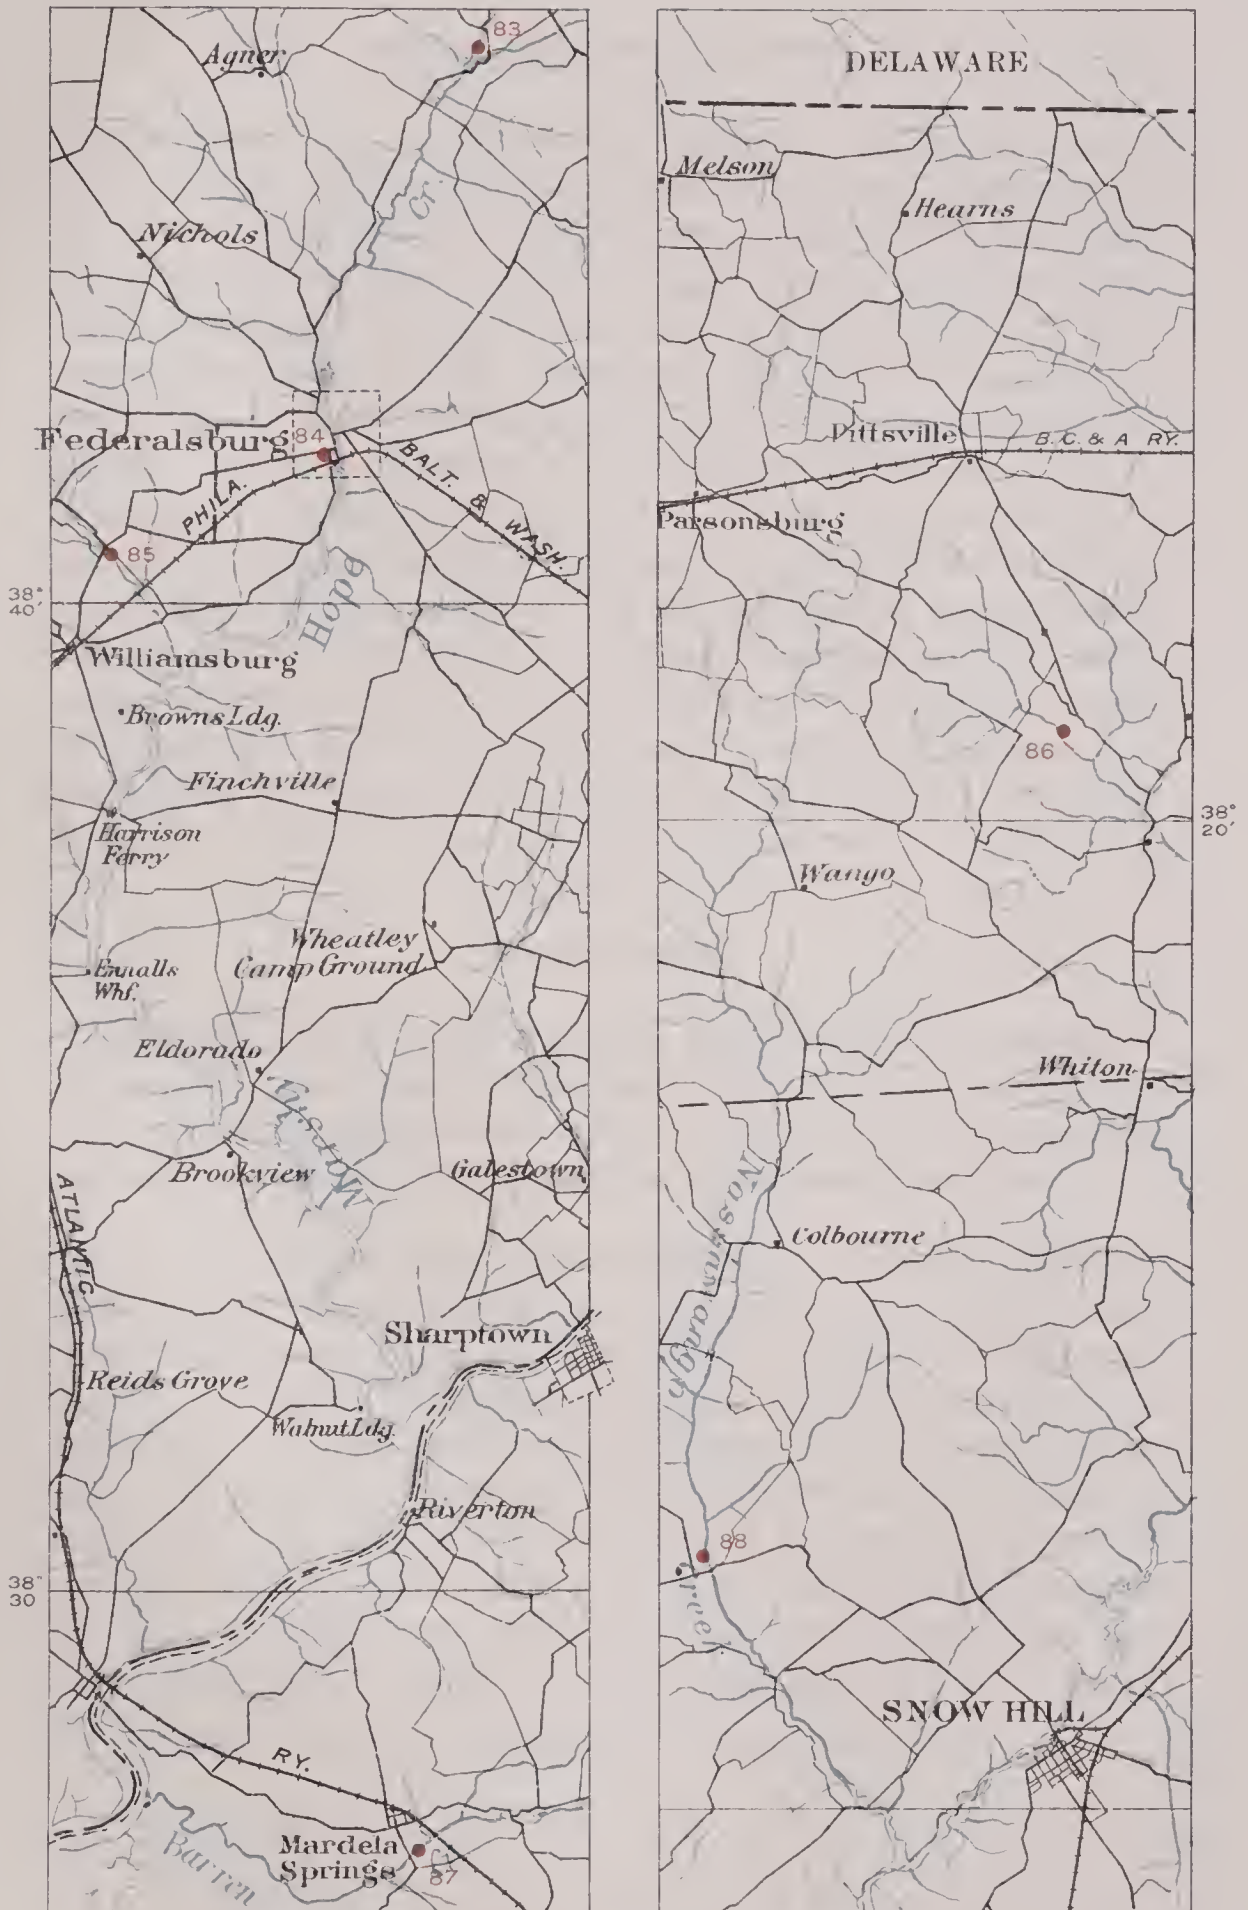 83
Agner
Cr.
Nichols
Federalsburg
84
BALT. & WASH.
PHILA.
85
38°
40'
Hope
Williamsburg
Browns Ldg.
Finchville
Harrison
Ferry
Wheatley
Camp Ground
Ennalls
Whf.
Eldorado
Marshy
Brookview
Galestown
ATLANTIC
Sharptown
Reids Grove
Walnut Ldg.
Riverton
38°
30'
RY.
Mardela
Springs
87
Barren
DELAWARE
Melson
Hearns
Pittsville
B. C. & A RY.
Parsonsburg
86
38°
20'
Wango
Whiton
Nassawango
Colbourne
88
Creek
SNOW HILL